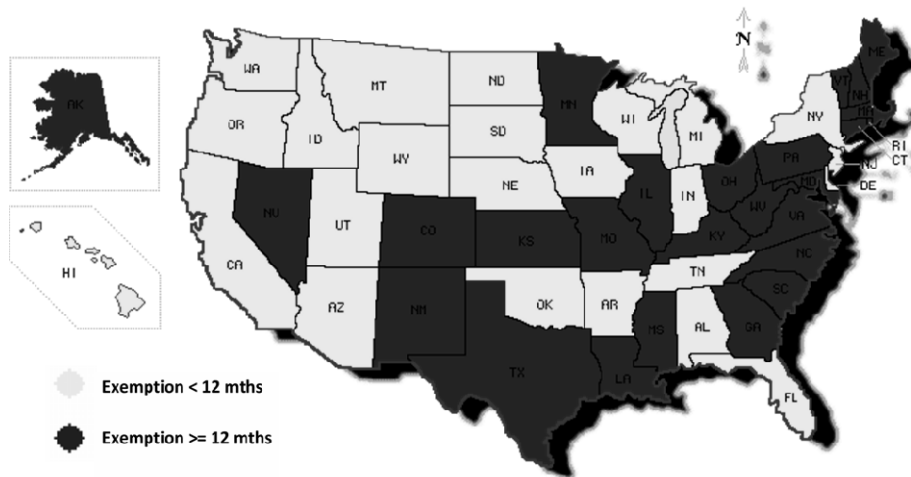 N
WA
MT
ND
MN
ME
VT
NH
MA
NY
RI
CT
NJ
DE
AK
OR
ID
SD
WI
MI
WY
NE
IA
PA
OH
IL
IN
MD
WV
VA
NV
UT
CO
KS
MO
KY
CA
NC
TN
SC
HI
AZ
NM
OK
AR
MS
AL
GA
TX
LA
FL
Exemption < 12 mths
Exemption >= 12 mths